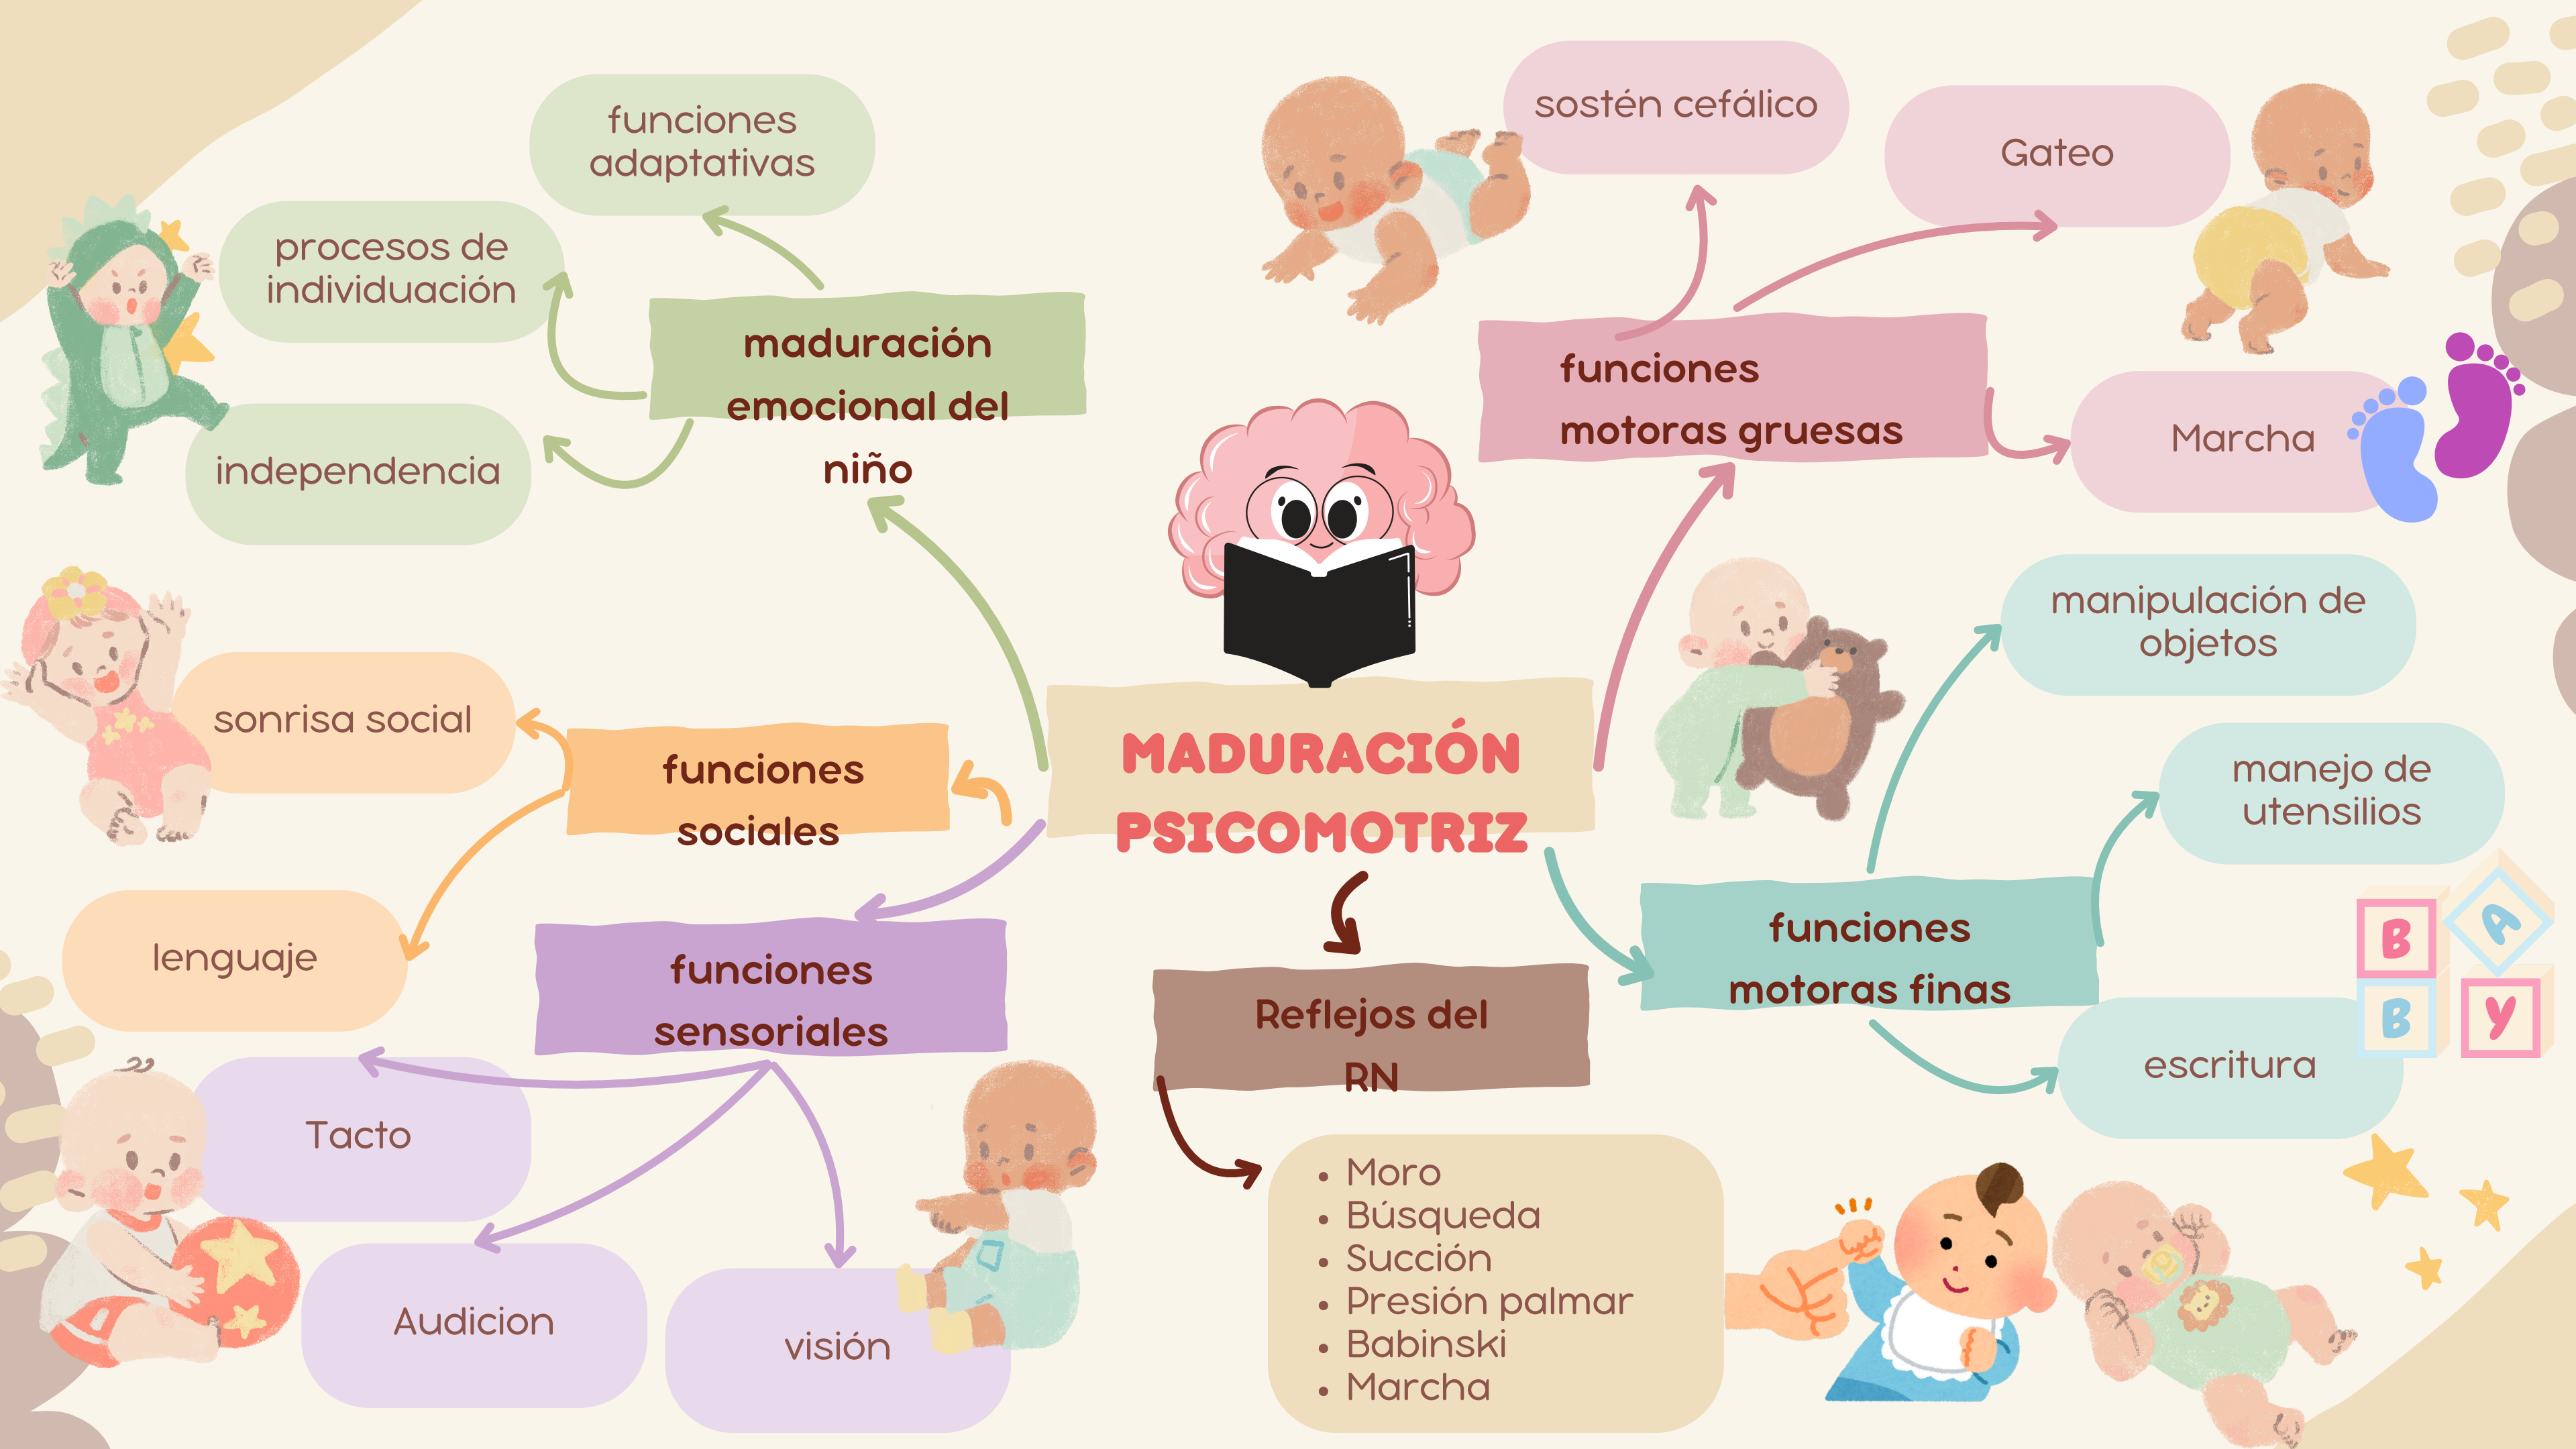 MADURACIÓN
PSICOMOTRIZ
maduración
emocional del
niño
funciones
adaptativas
procesos de
individuación
independencia
funciones
sociales
sonrisa social
lenguaje
funciones
sensoriales
Tacto
Audicion
visión
Reflejos del
RN
• Moro
• Búsqueda
• Succión
• Presión palmar
• Babinski
• Marcha
funciones
motoras gruesas
sostén cefálico
Gateo
Marcha
funciones
motoras finas
manipulación de
objetos
manejo de
utensilios
escritura
B A
B Y